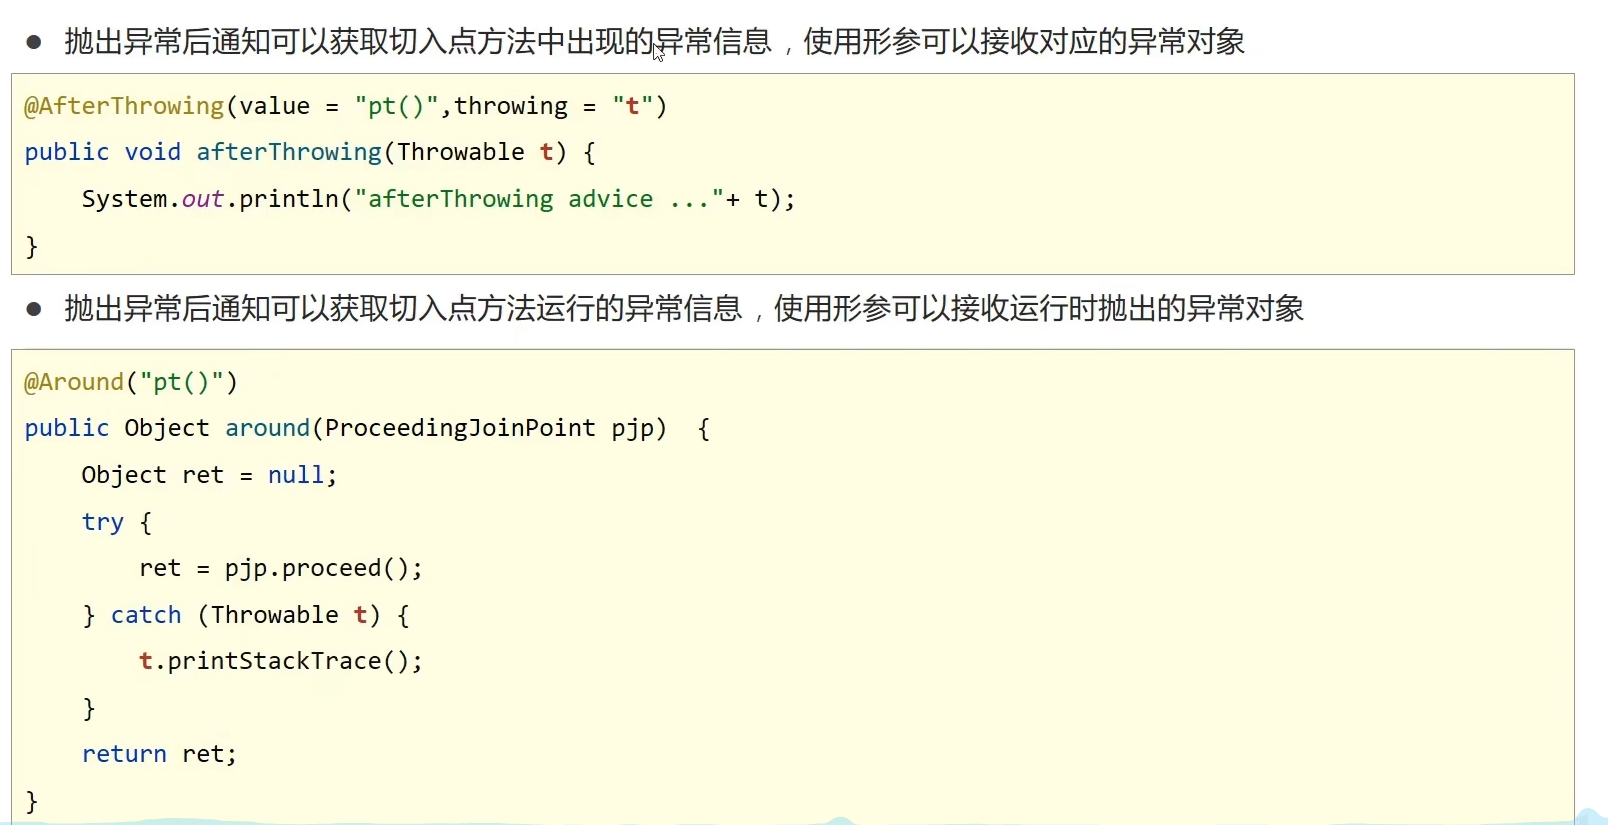 ● 抛出异常后通知可以获取切入点方法中出现的异常信息，使用形参可以接收对应的异常对象
@AfterThrowing(value = "pt()",throwing = "t")
public void afterThrowing(Throwable t) {
    System.out.println("afterThrowing advice ..."+ t);
}
● 抛出异常后通知可以获取切入点方法运行的异常信息，使用形参可以接收运行时抛出的异常对象
@Around("pt()")
public Object around(ProceedingJoinPoint pjp)  {
    Object ret = null;
    try {
        ret = pjp.proceed();
    } catch (Throwable t) {
        t.printStackTrace();
    }
    return ret;
}